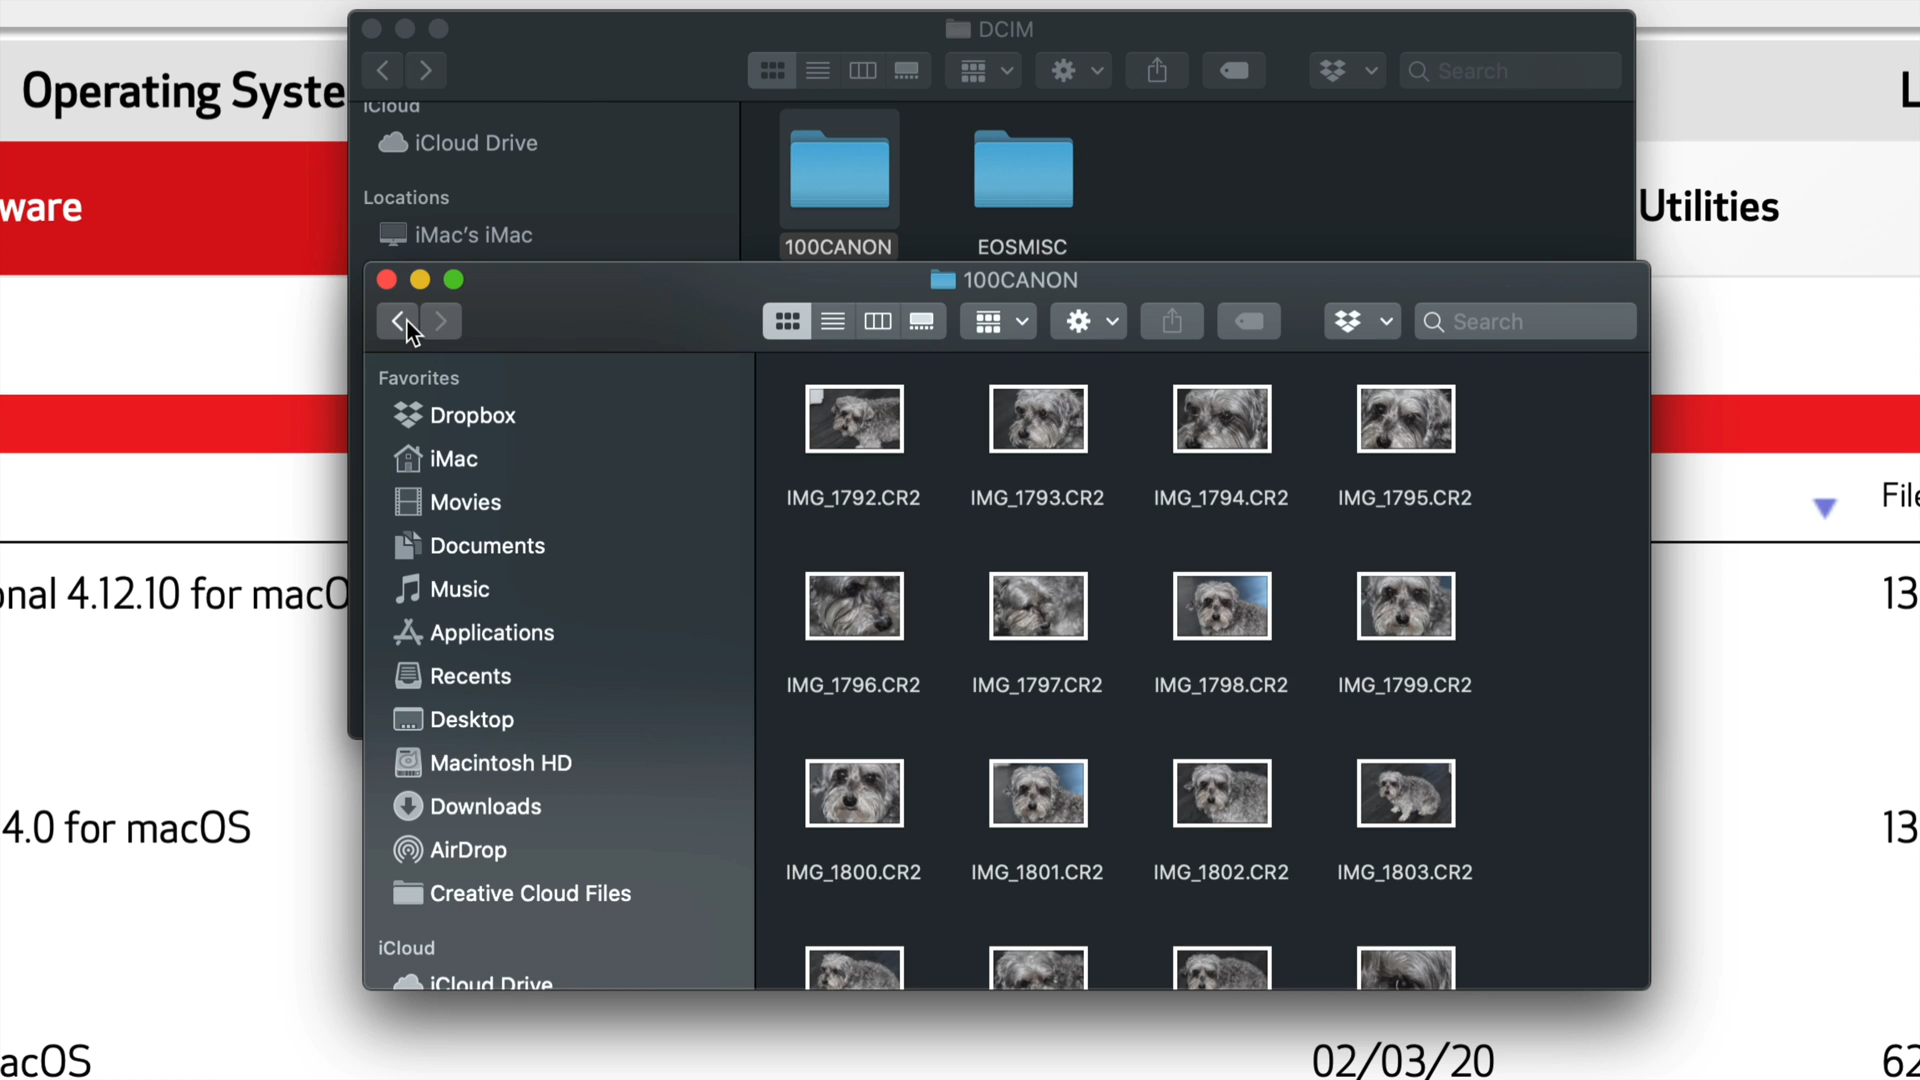 DCIM
Search
Operating Syste
L
iCloud
iCloud Drive
Locations
iMac's iMac
100CANON
EOSMISC
ware
Utilities
100CANON
Search
Favorites
Dropbox
iMac
Movies
Documents
Music
Applications
Recents
Desktop
Macintosh HD
Downloads
AirDrop
Creative Cloud Files
iCloud
iCloud Drive
IMG_1792.CR2
IMG_1793.CR2
IMG_1794.CR2
IMG_1795.CR2
IMG_1796.CR2
IMG_1797.CR2
IMG_1798.CR2
IMG_1799.CR2
IMG_1800.CR2
IMG_1801.CR2
IMG_1802.CR2
IMG_1803.CR2
File
onal 4.12.10 for macO
13
4.0 for macOS
13
acOS
02/03/20
62